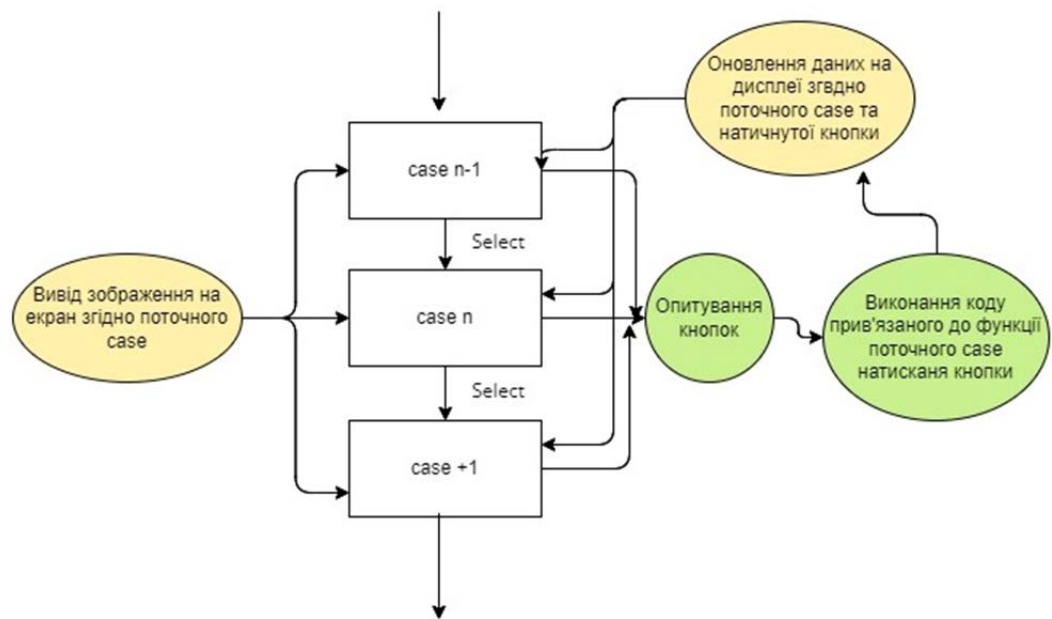 Оновлення даних на
дисплеї згвдно
поточного case та
натичнутої кнопки
case n-1
Select
Вивід зображення на
екран згідно поточного
case
case n
Опитування
кнопок
Виконання коду
прив'язаного до функції
поточного case
натисканя кнопки
Select
case +1